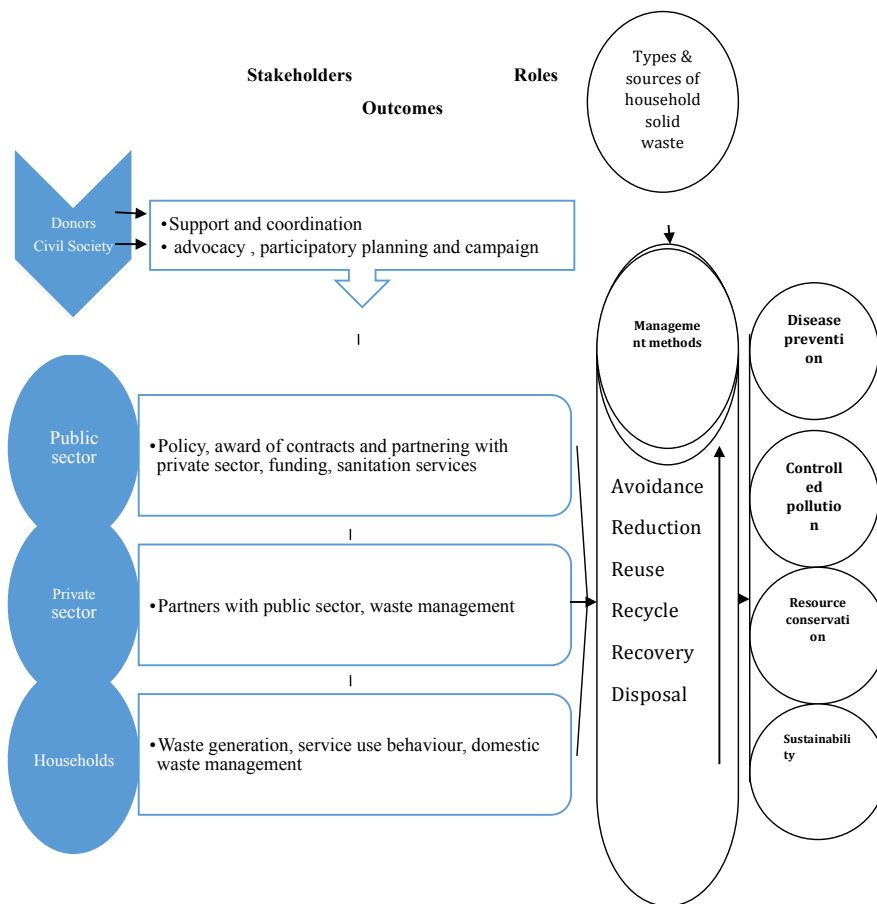 Stakeholders
Roles
Outcomes
Types &
sources of
household
solid
waste
Donors
Civil Society
•Support and coordination
• advocacy , participatory planning and campaign
Manageme
nt methods
Disease
preventi
on
Public
sector
•Policy, award of contracts and partnering with
private sector, funding, sanitation services
Controll
ed
pollutio
n
Avoidance
Reduction
Reuse
Recycle
Recovery
Disposal
Private
sector
•Partners with public sector, waste management
Resource
conservati
on
Households
•Waste generation, service use behaviour, domestic
waste management
Sustainabili
ty